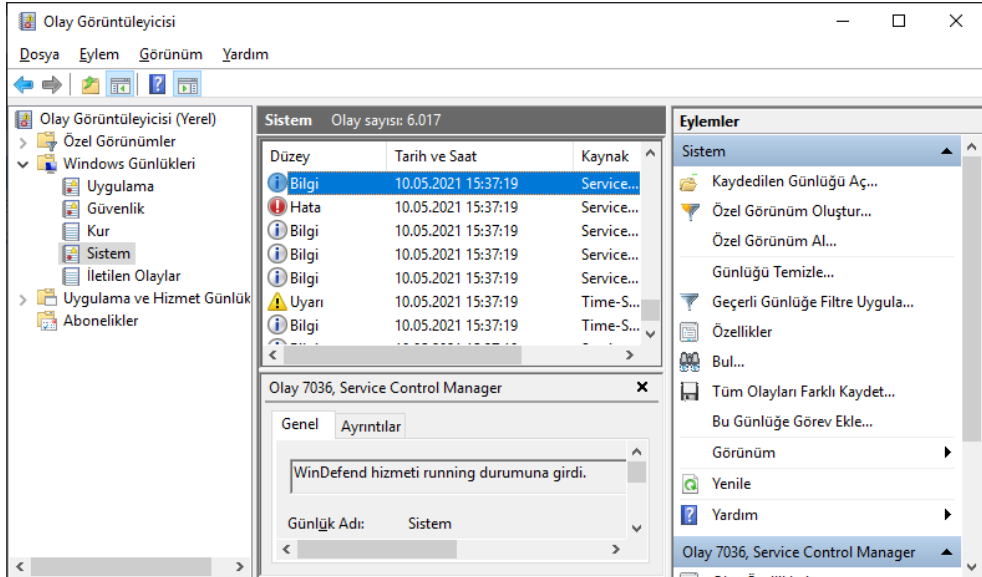 Olay Görüntüleyicisi
Dosya Eylem Görünüm Yardım
Olay Görüntüleyicisi (Yerel)
Özel Görünümler
Windows Günlükleri
Uygulama
Güvenlik
Kur
Sistem
İletilen Olaylar
Uygulama ve Hizmet Günlük
Abonelikler
Sistem Olay sayısı: 6.017
Düzey Tarih ve Saat Kaynak
Bilgi 10.05.2021 15:37:19 Service...
Hata 10.05.2021 15:37:19 Service...
Bilgi 10.05.2021 15:37:19 Service...
Bilgi 10.05.2021 15:37:19 Service...
Bilgi 10.05.2021 15:37:19 Service...
Uyarı 10.05.2021 15:37:19 Time-S...
Bilgi 10.05.2021 15:37:19 Time-S...
Olay 7036, Service Control Manager
Genel Ayrıntılar
WinDefend hizmeti running durumuna girdi.
Günlük Adı: Sistem
Eylemler
Sistem
Kaydedilen Günlüğü Aç...
Özel Görünüm Oluştur...
Özel Görünüm Al...
Günlüğü Temizle...
Geçerli Günlüğe Filtre Uygula...
Özellikler
Bul...
Tüm Olayları Farklı Kaydet...
Bu Günlüğe Görev Ekle...
Görünüm
Yenile
Yardım
Olay 7036, Service Control Manager